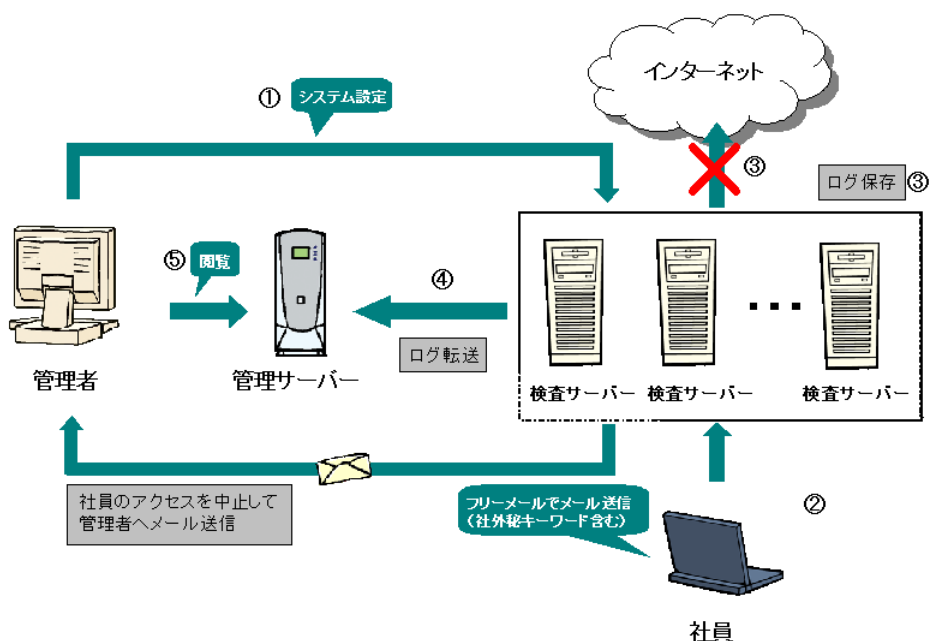 インターネット
① システム設定
③
ログ保存 ③
⑤ 閲覧
④
ログ転送
管理者
管理サーバー
検査サーバー
検査サーバー
検査サーバー
社員のアクセスを中止して
管理者へメール送信
フリーメールでメール送信
(社外秘キーワード含む)
②
社員